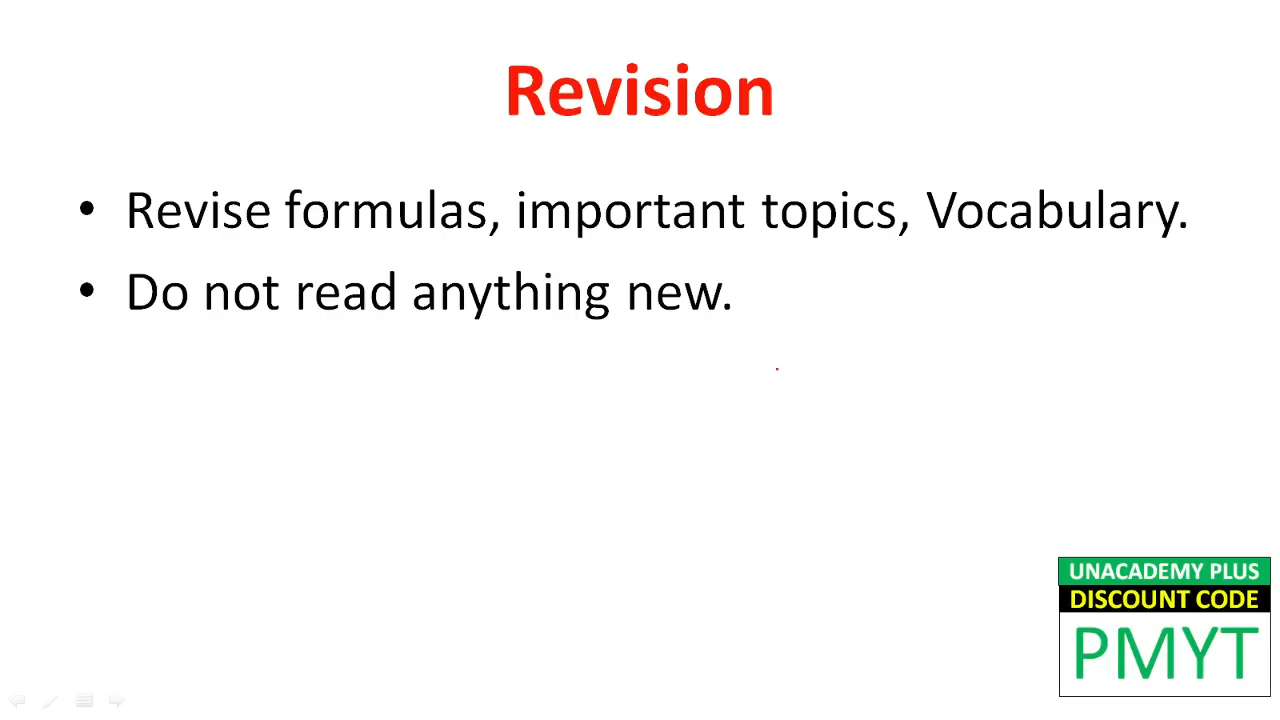 Revision
• Revise formulas, important topics, Vocabulary.
• Do not read anything new.
UNACADEMY PLUS
DISCOUNT CODE
PMYT